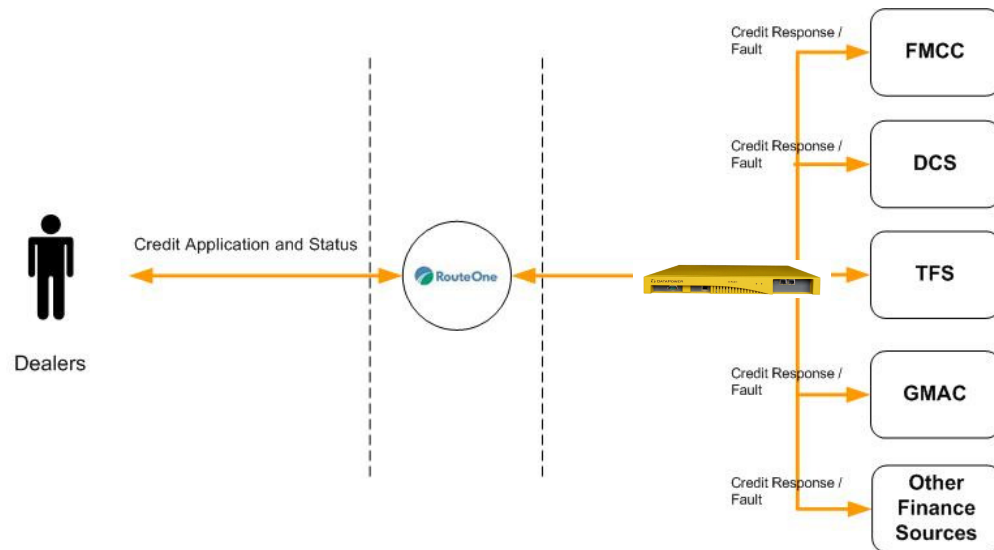 Credit Response /
Fault
FMCC
Credit Response /
Fault
DCS
Credit Application and Status
RouteOne
DATAPOWER
TFS
Dealers
Credit Response /
Fault
GMAC
Credit Response /
Fault
Other
Finance
Sources